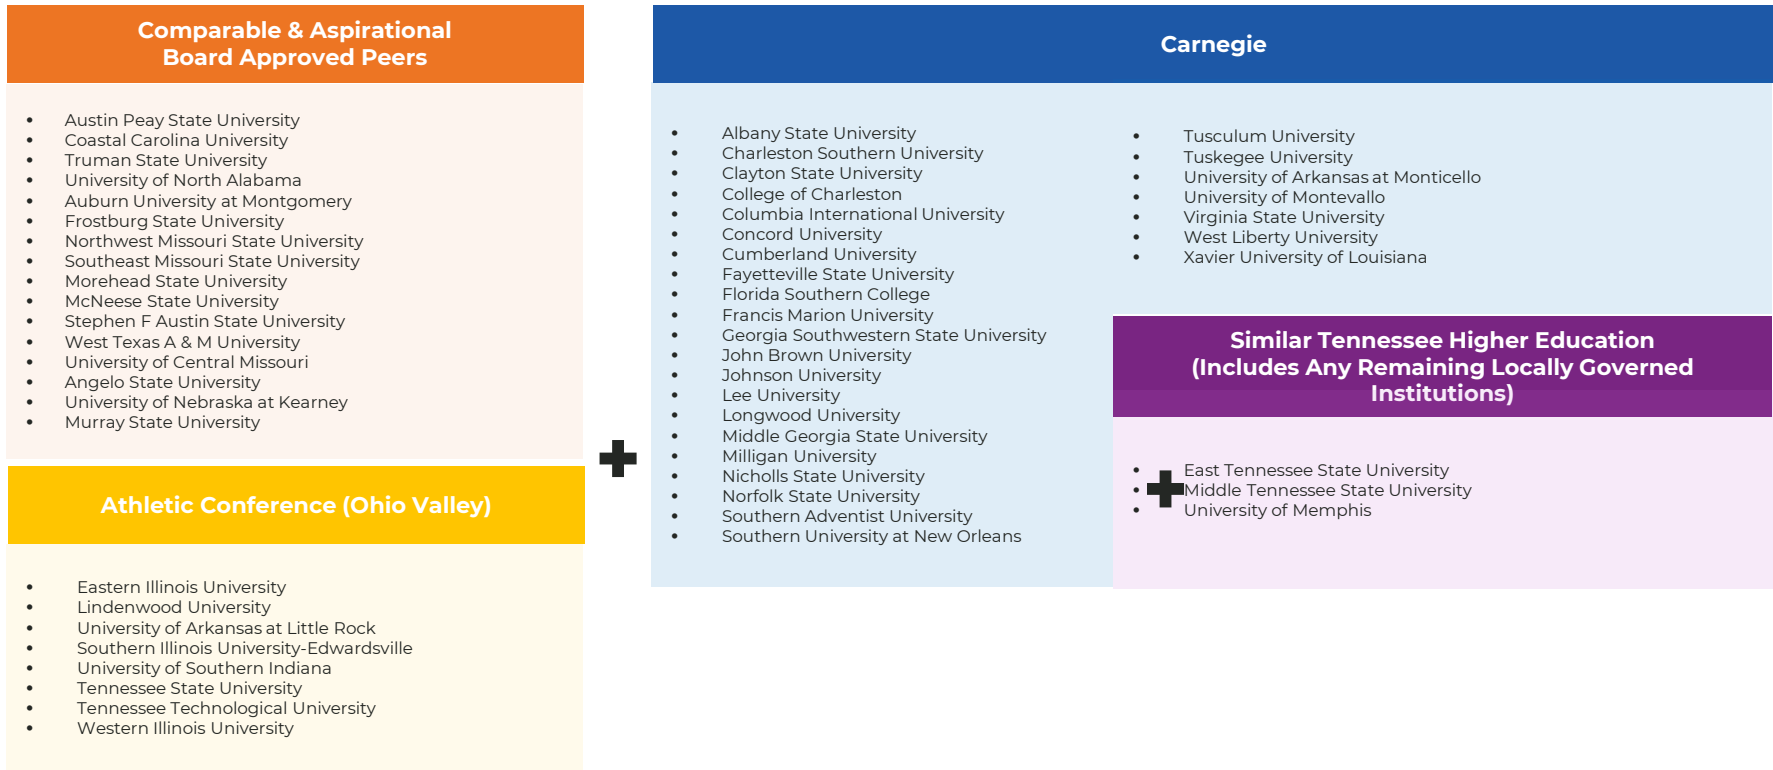 Comparable & Aspirational
Board Approved Peers
• Austin Peay State University
• Coastal Carolina University
• Truman State University
• University of North Alabama
• Auburn University at Montgomery
• Frostburg State University
• Northwest Missouri State University
• Southeast Missouri State University
• Morehead State University
• McNeese State University
• Stephen F Austin State University
• West Texas A & M University
• University of Central Missouri
• Angelo State University
• University of Nebraska at Kearney
• Murray State University
Athletic Conference (Ohio Valley)
• Eastern Illinois University
• Lindenwood University
• University of Arkansas at Little Rock
• Southern Illinois University-Edwardsville
• University of Southern Indiana
• Tennessee State University
• Tennessee Technological University
• Western Illinois University
Carnegie
• Albany State University
• Charleston Southern University
• Clayton State University
• College of Charleston
• Columbia International University
• Concord University
• Cumberland University
• Fayetteville State University
• Florida Southern College
• Francis Marion University
• Georgia Southwestern State University
• John Brown University
• Johnson University
• Lee University
• Longwood University
• Middle Georgia State University
• Milligan University
• Nicholls State University
• Norfolk State University
• Southern Adventist University
• Southern University at New Orleans
• Tusculum University
• Tuskegee University
• University of Arkansas at Monticello
• University of Montevallo
• Virginia State University
• West Liberty University
• Xavier University of Louisiana
Similar Tennessee Higher Education
(Includes Any Remaining Locally Governed
Institutions)
• East Tennessee State University
• Middle Tennessee State University
• University of Memphis